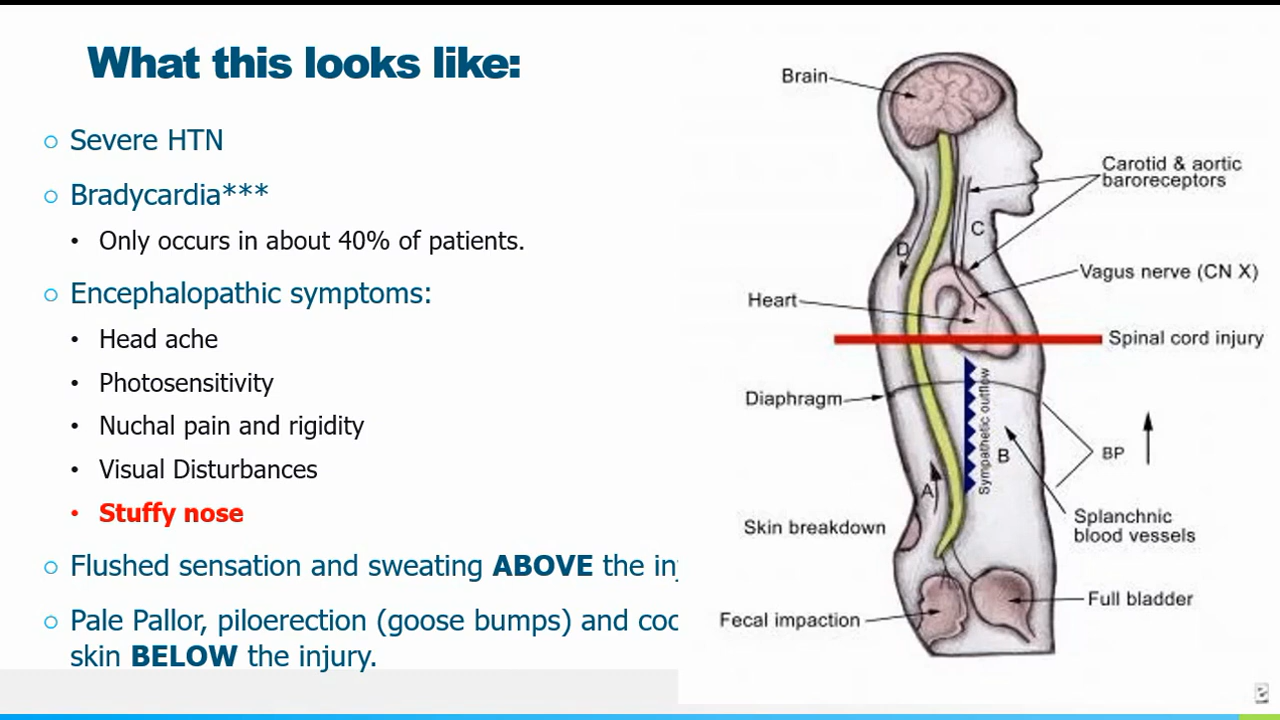 What this looks like:
Severe HTN
Bradycardia***
Only occurs in about 40% of patients.
Encephalopathic symptoms:
Head ache
Photosensitivity
Nuchal pain and rigidity
Visual Disturbances
Stuffy nose
Flushed sensation and sweating ABOVE the
Pale Pallor, piloerection (goose bumps) and
skin BELOW the injury.
Brain
Carotid & aortic
baroreceptors
C
D
Vagus nerve (CN X)
Heart
Spinal cord injury
Diaphragm
Sympathetic outflow
B
BP
A
Splanchnic
blood vessels
Skin breakdown
Full bladder
Fecal impaction